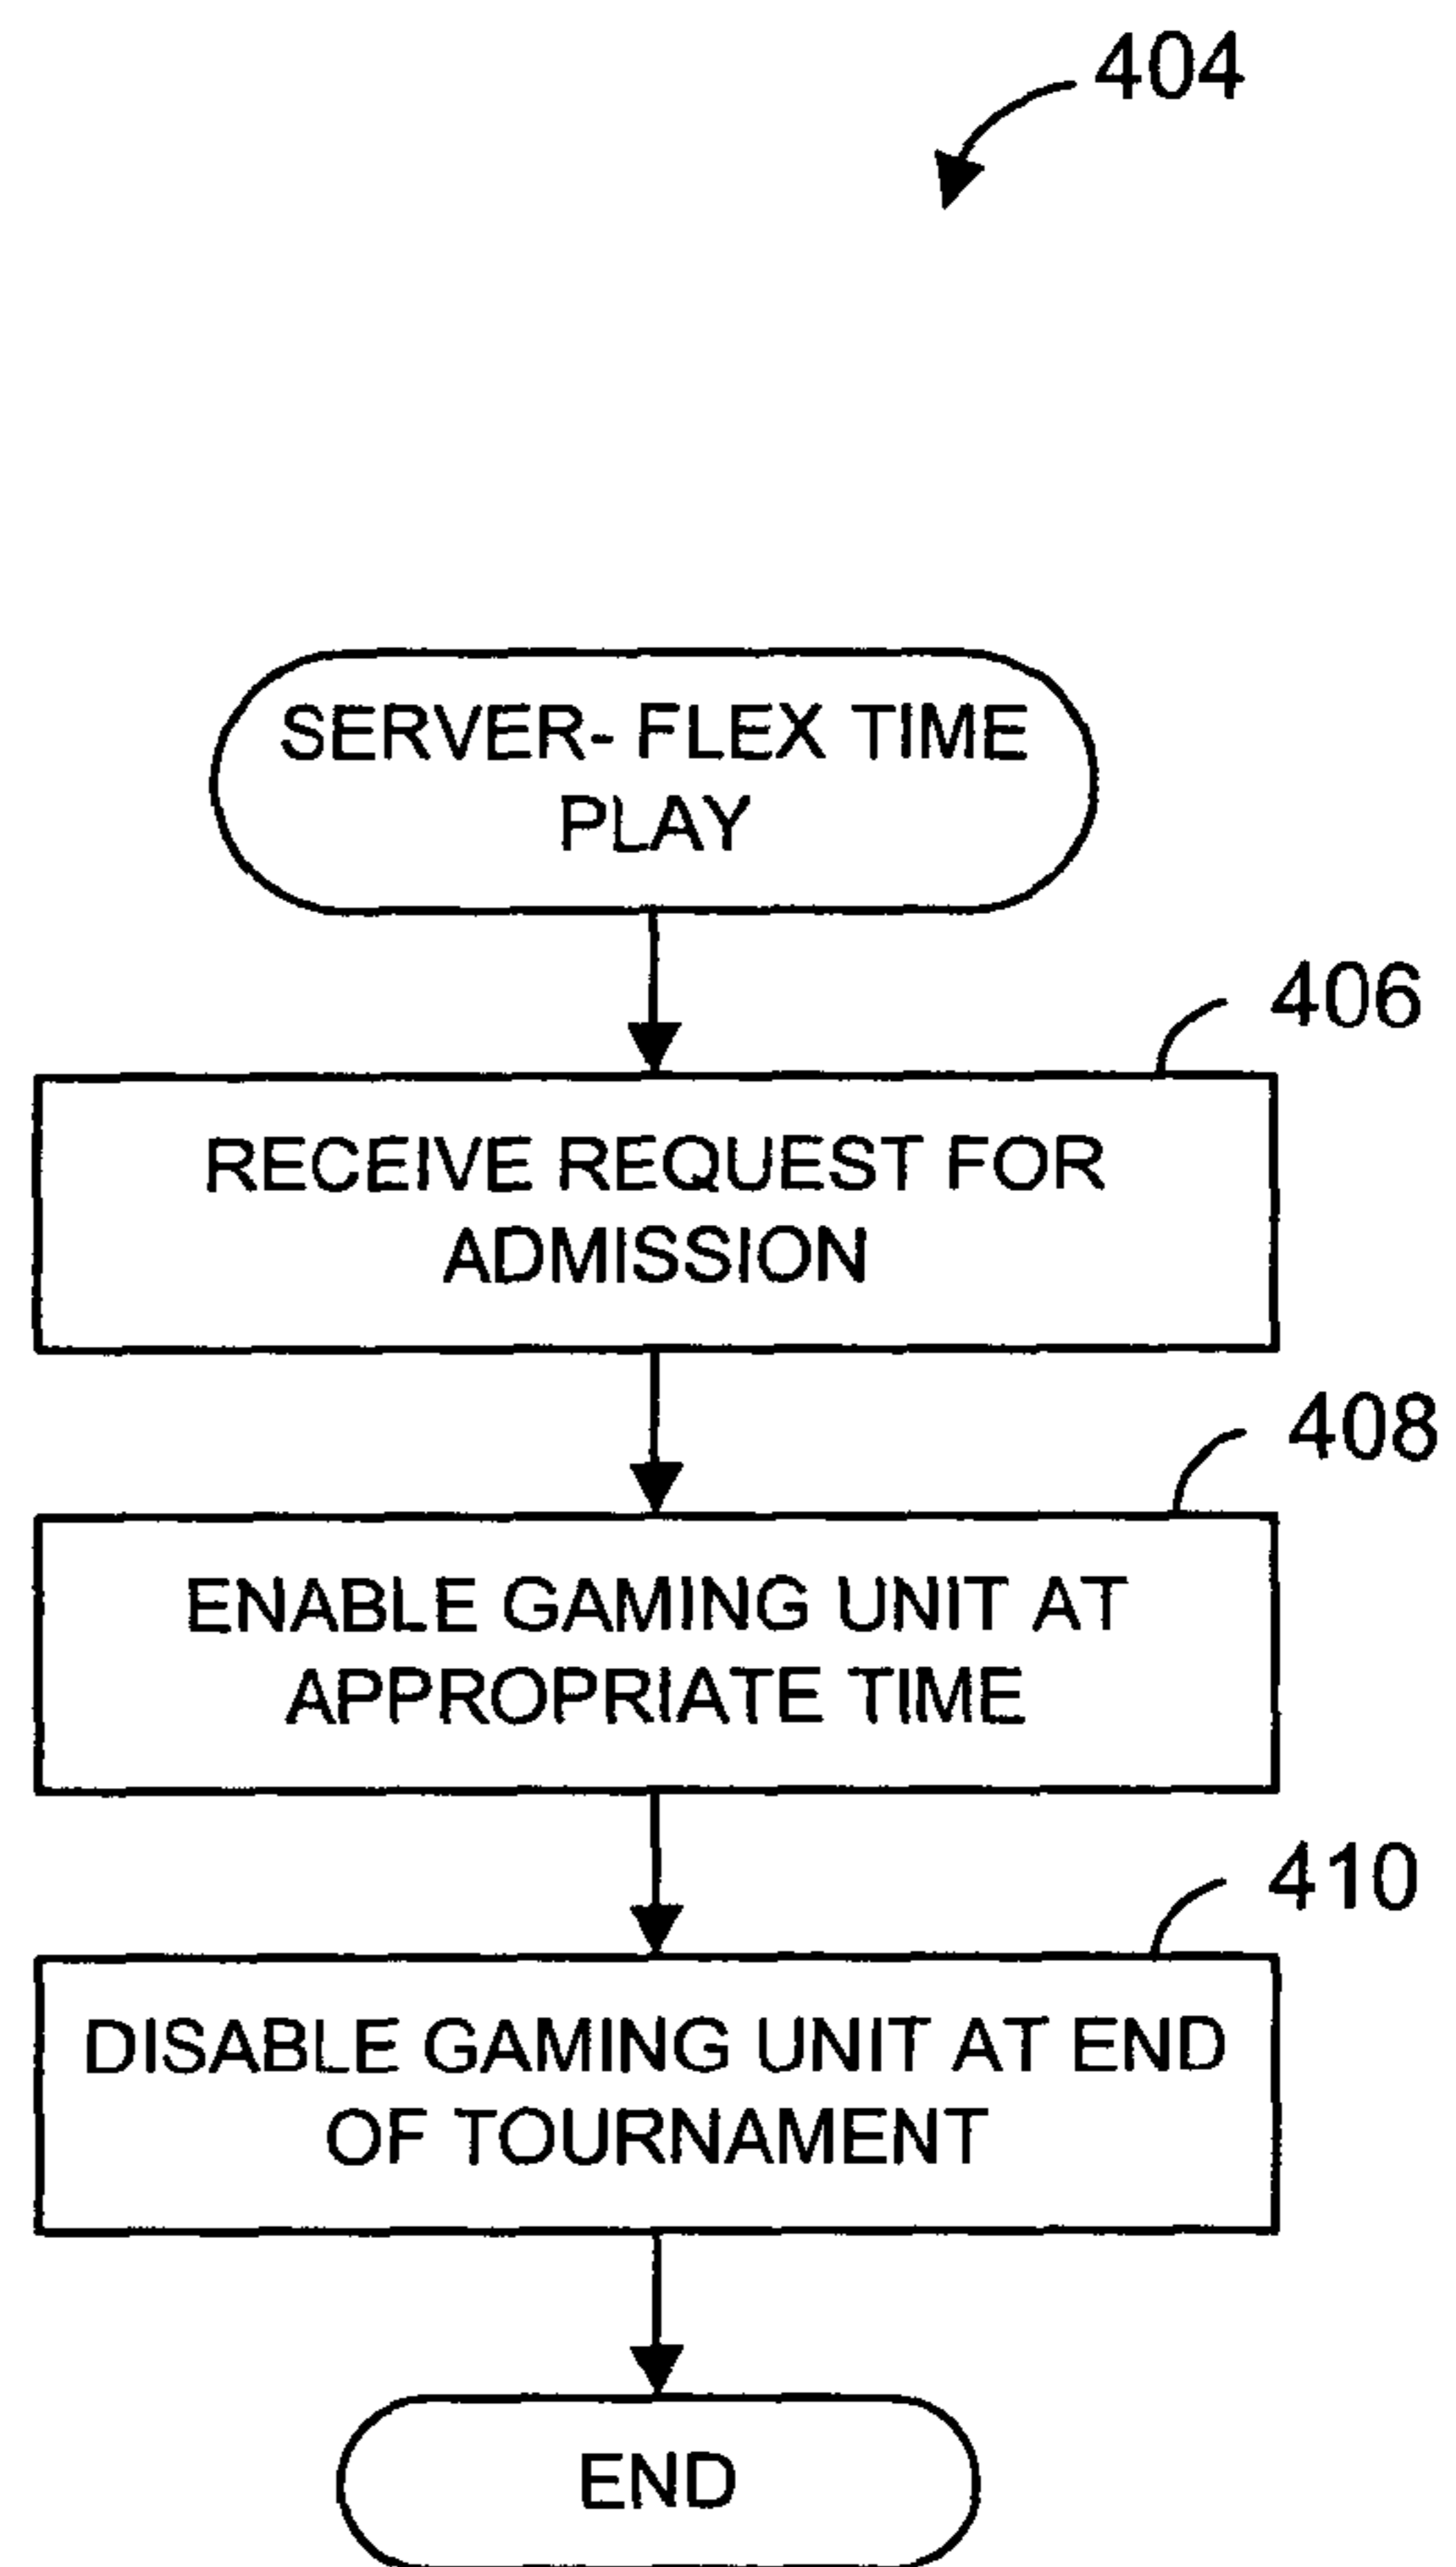 404
SERVER- FLEX TIME
PLAY
406
RECEIVE REQUEST FOR
ADMISSION
408
ENABLE GAMING UNIT AT
APPROPRIATE TIME
410
DISABLE GAMING UNIT AT END
OF TOURNAMENT
END